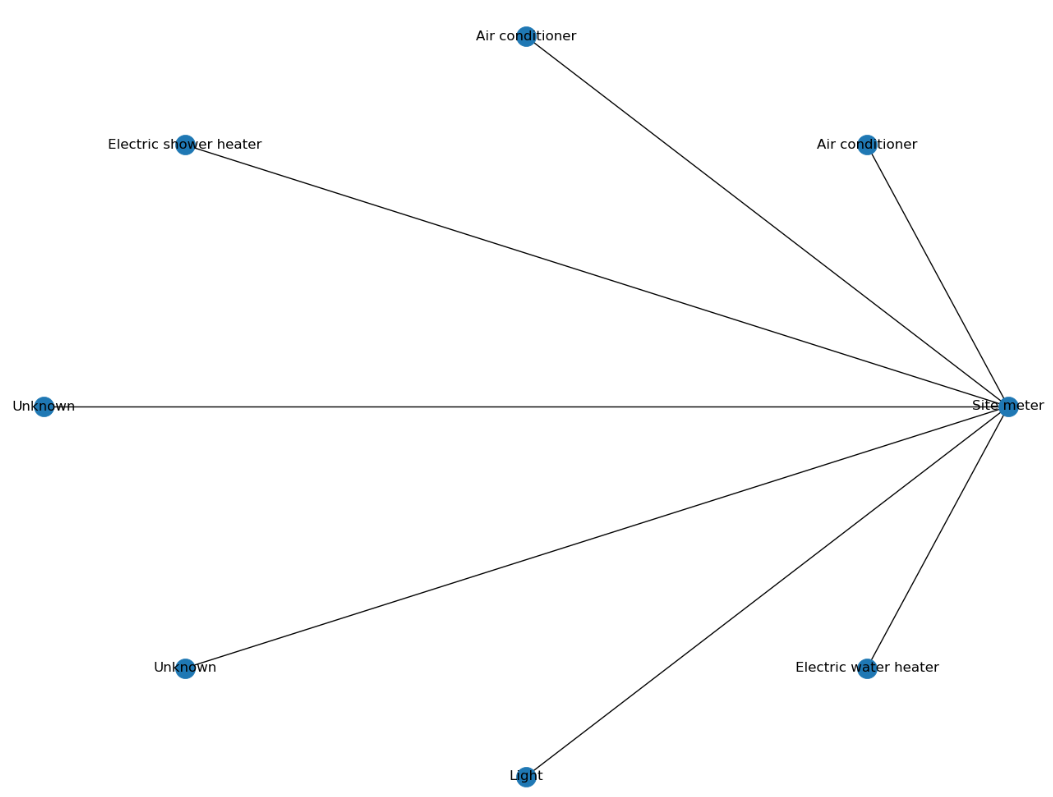 Air conditioner
Electric shower heater
Air conditioner
Unknown
Site meter
Unknown
Electric water heater
Light